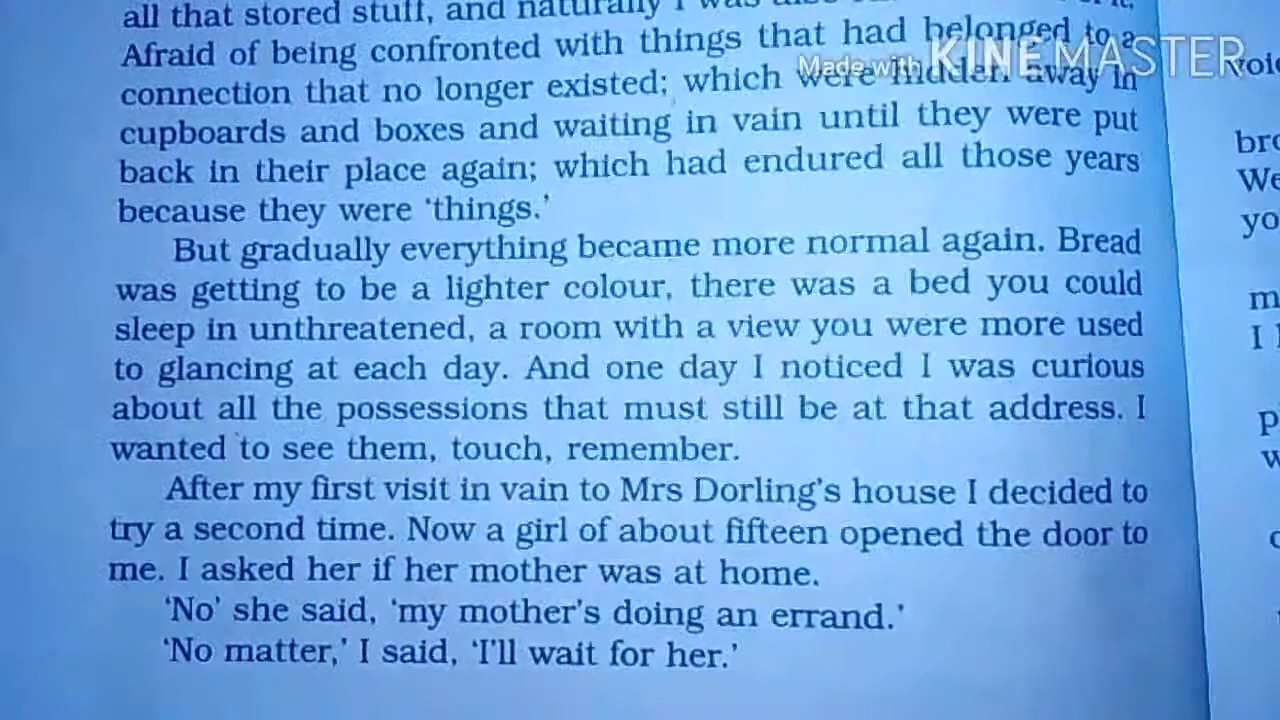 all that stored stuff, and naturally I was
Afraid of being confronted with things that had belonged to a
connection that no longer existed; which were hidden away in
Made with KINEMASTER
cupboards and boxes and waiting in vain until they were put
back in their place again; which had endured all those years
because they were ‘things.’
But gradually everything became more normal again. Bread
was getting to be a lighter colour, there was a bed you could
sleep in unthreatened, a room with a view you were more used
to glancing at each day. And one day I noticed I was curious
about all the possessions that must still be at that address. I
wanted to see them, touch, remember.
After my first visit in vain to Mrs Dorling’s house I decided to
try a second time. Now a girl of about fifteen opened the door to
me. I asked her if her mother was at home.
‘No’ she said, ‘my mother’s doing an errand.’
‘No matter,’ I said, ‘I’ll wait for her.’
We
I